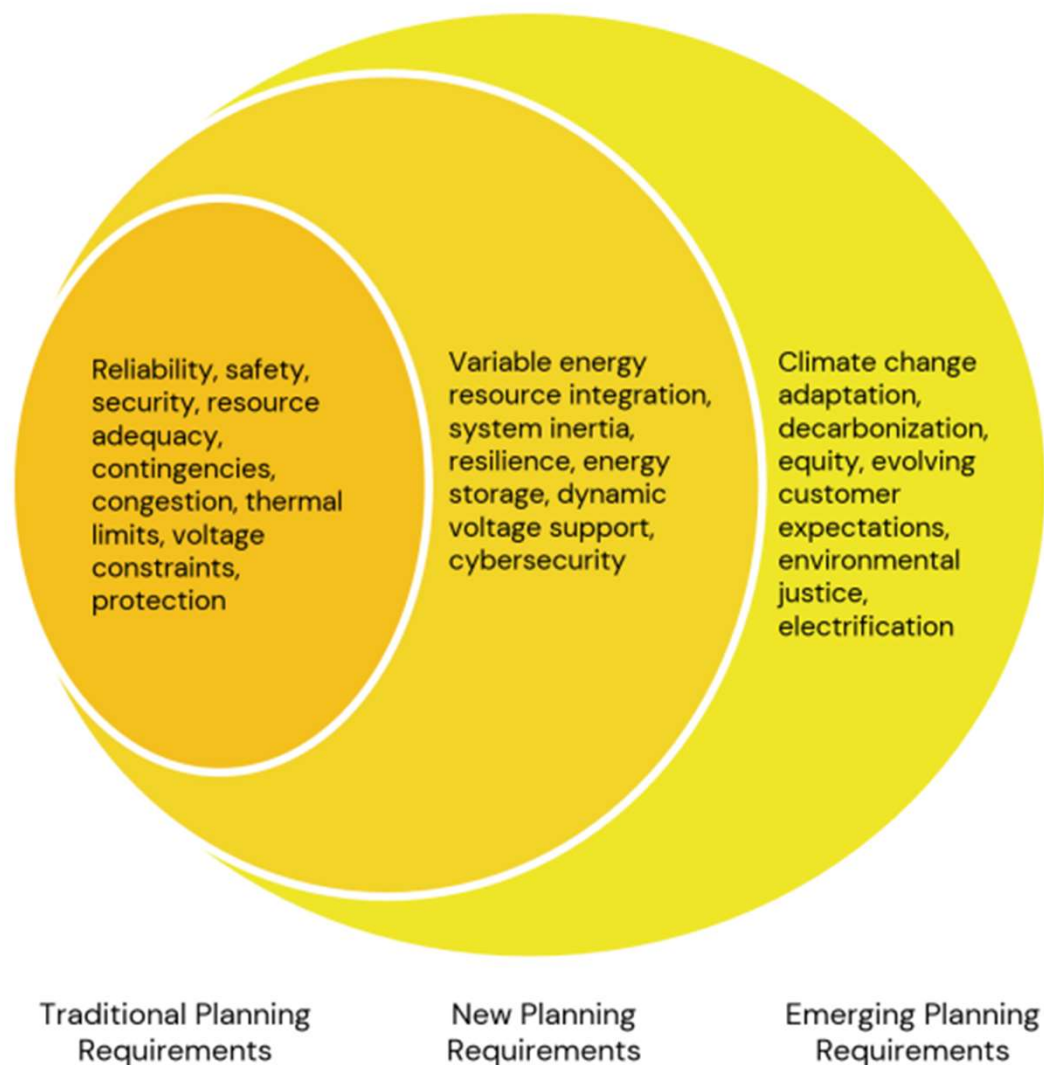 Reliability, safety,
security, resource
adequacy,
contingencies,
congestion, thermal
limits, voltage
constraints,
protection
Variable energy
resource integration,
system inertia,
resilience, energy
storage, dynamic
voltage support,
cybersecurity
Climate change
adaptation,
decarbonization,
equity, evolving
customer
expectations,
environmental
justice,
electrification
Traditional Planning
Requirements
New Planning
Requirements
Emerging Planning
Requirements